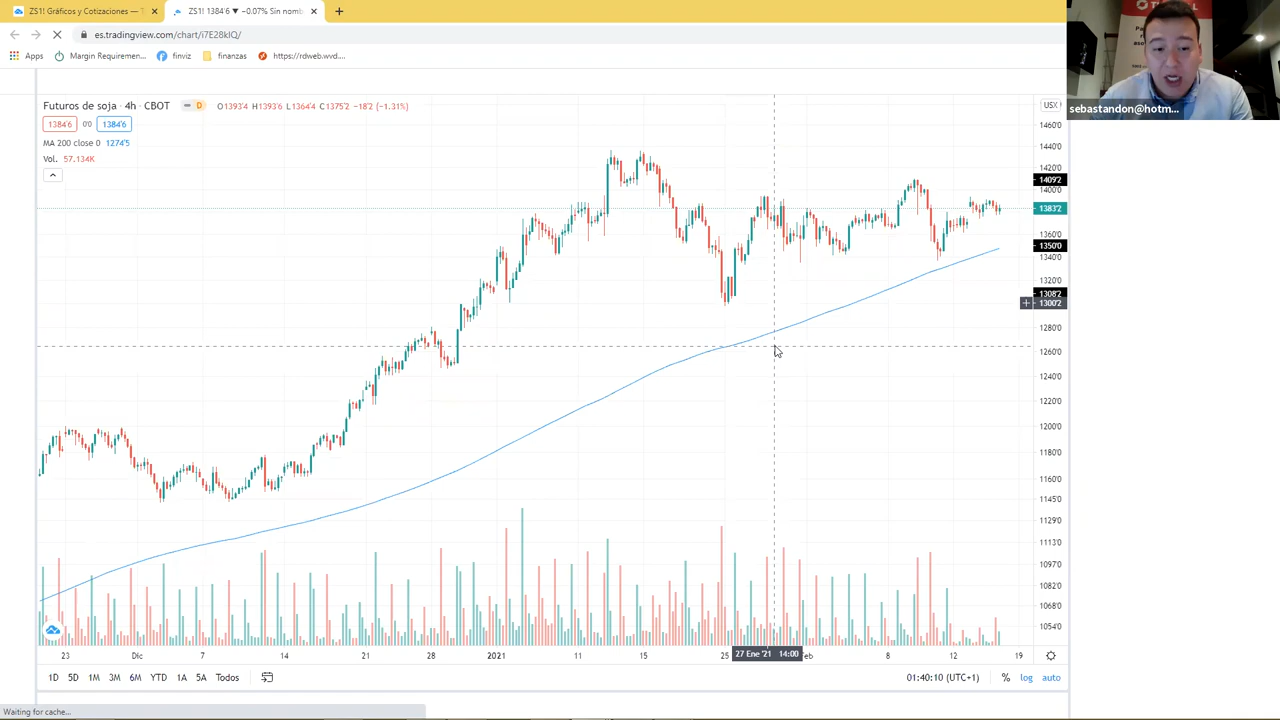 ZS1! Gráficos y Cotizaciones — T
ZS1! 1384'6 ▼ −0.07% Sin nomb
es.tradingview.com/chart/i7E28kIQ/
Apps
Margin Requiremen...
finviz
finanzas
https://rdweb.wvd....
sebastandon@hotm...
Futuros de soja · 4h · CBOT
D
O1393'4 H1393'6 L1364'4 C1375'2 −18'2 (−1.31%)
1384'6 0'0 1384'6
MA 200 close 0 1274'5
Vol. 57.134K
USX
1460'0
1440'0
1420'0
1409'2
1400'0
1383'2
1360'0
1350'0
1340'0
1320'0
1308'2
1300'2
1280'0
1260'0
1240'0
1220'0
1200'0
1180'0
1160'0
1145'0
1129'0
1113'0
1097'0
1082'0
1068'0
1054'0
23 Dic 7 14 21 28 2021 11 15 25 27 Ene '21 14:00 Feb 8 12 19
1D 5D 1M 3M 6M YTD 1A 5A Todos
01:40:10 (UTC+1) % log auto
Waiting for cache...